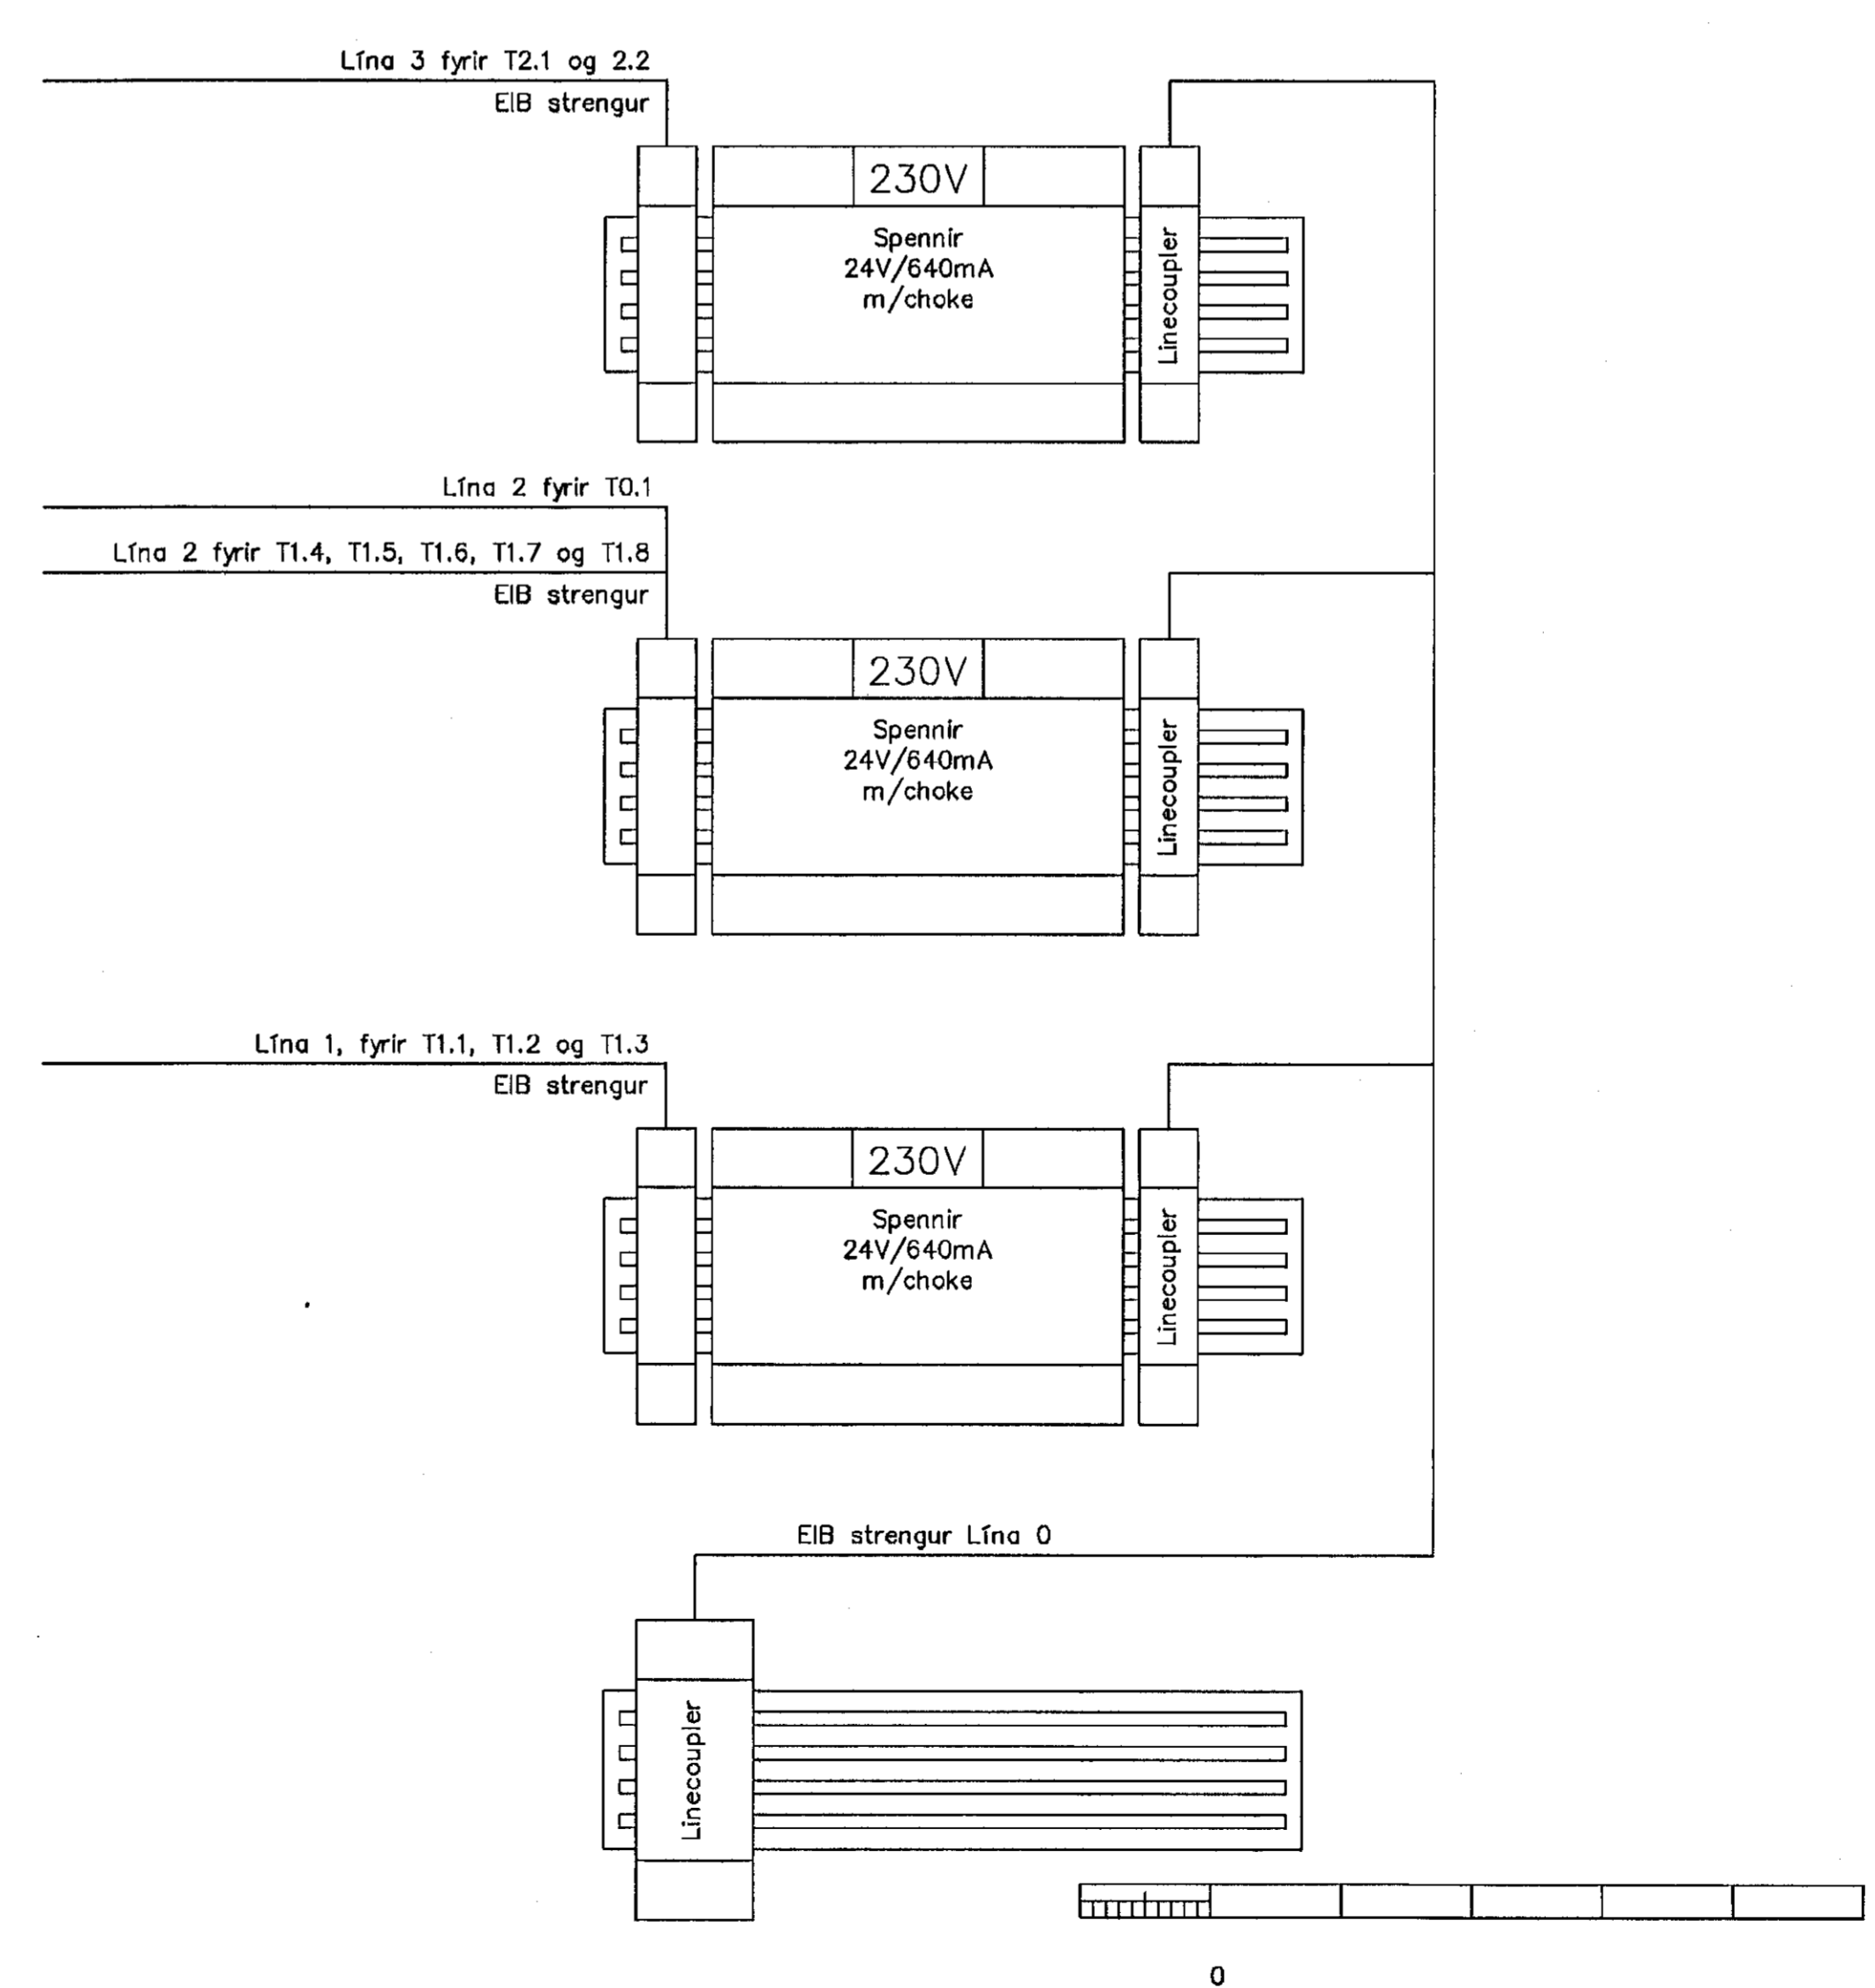 Lína 3 fyrir T2.1 og 2.2
EIB strengur
230V
Spennir
24V/640mA
m/choke
Linecoupler
Lína 2 fyrir T0.1
Lína 2 fyrir T1.4, T1.5, T1.6, T1.7 og T1.8
EIB strengur
230V
Spennir
24V/640mA
m/choke
Linecoupler
Lína 1, fyrir T1.1, T1.2 og T1.3
EIB strengur
230V
Spennir
24V/640mA
m/choke
Linecoupler
EIB strengur Lína 0
Linecoupler
0